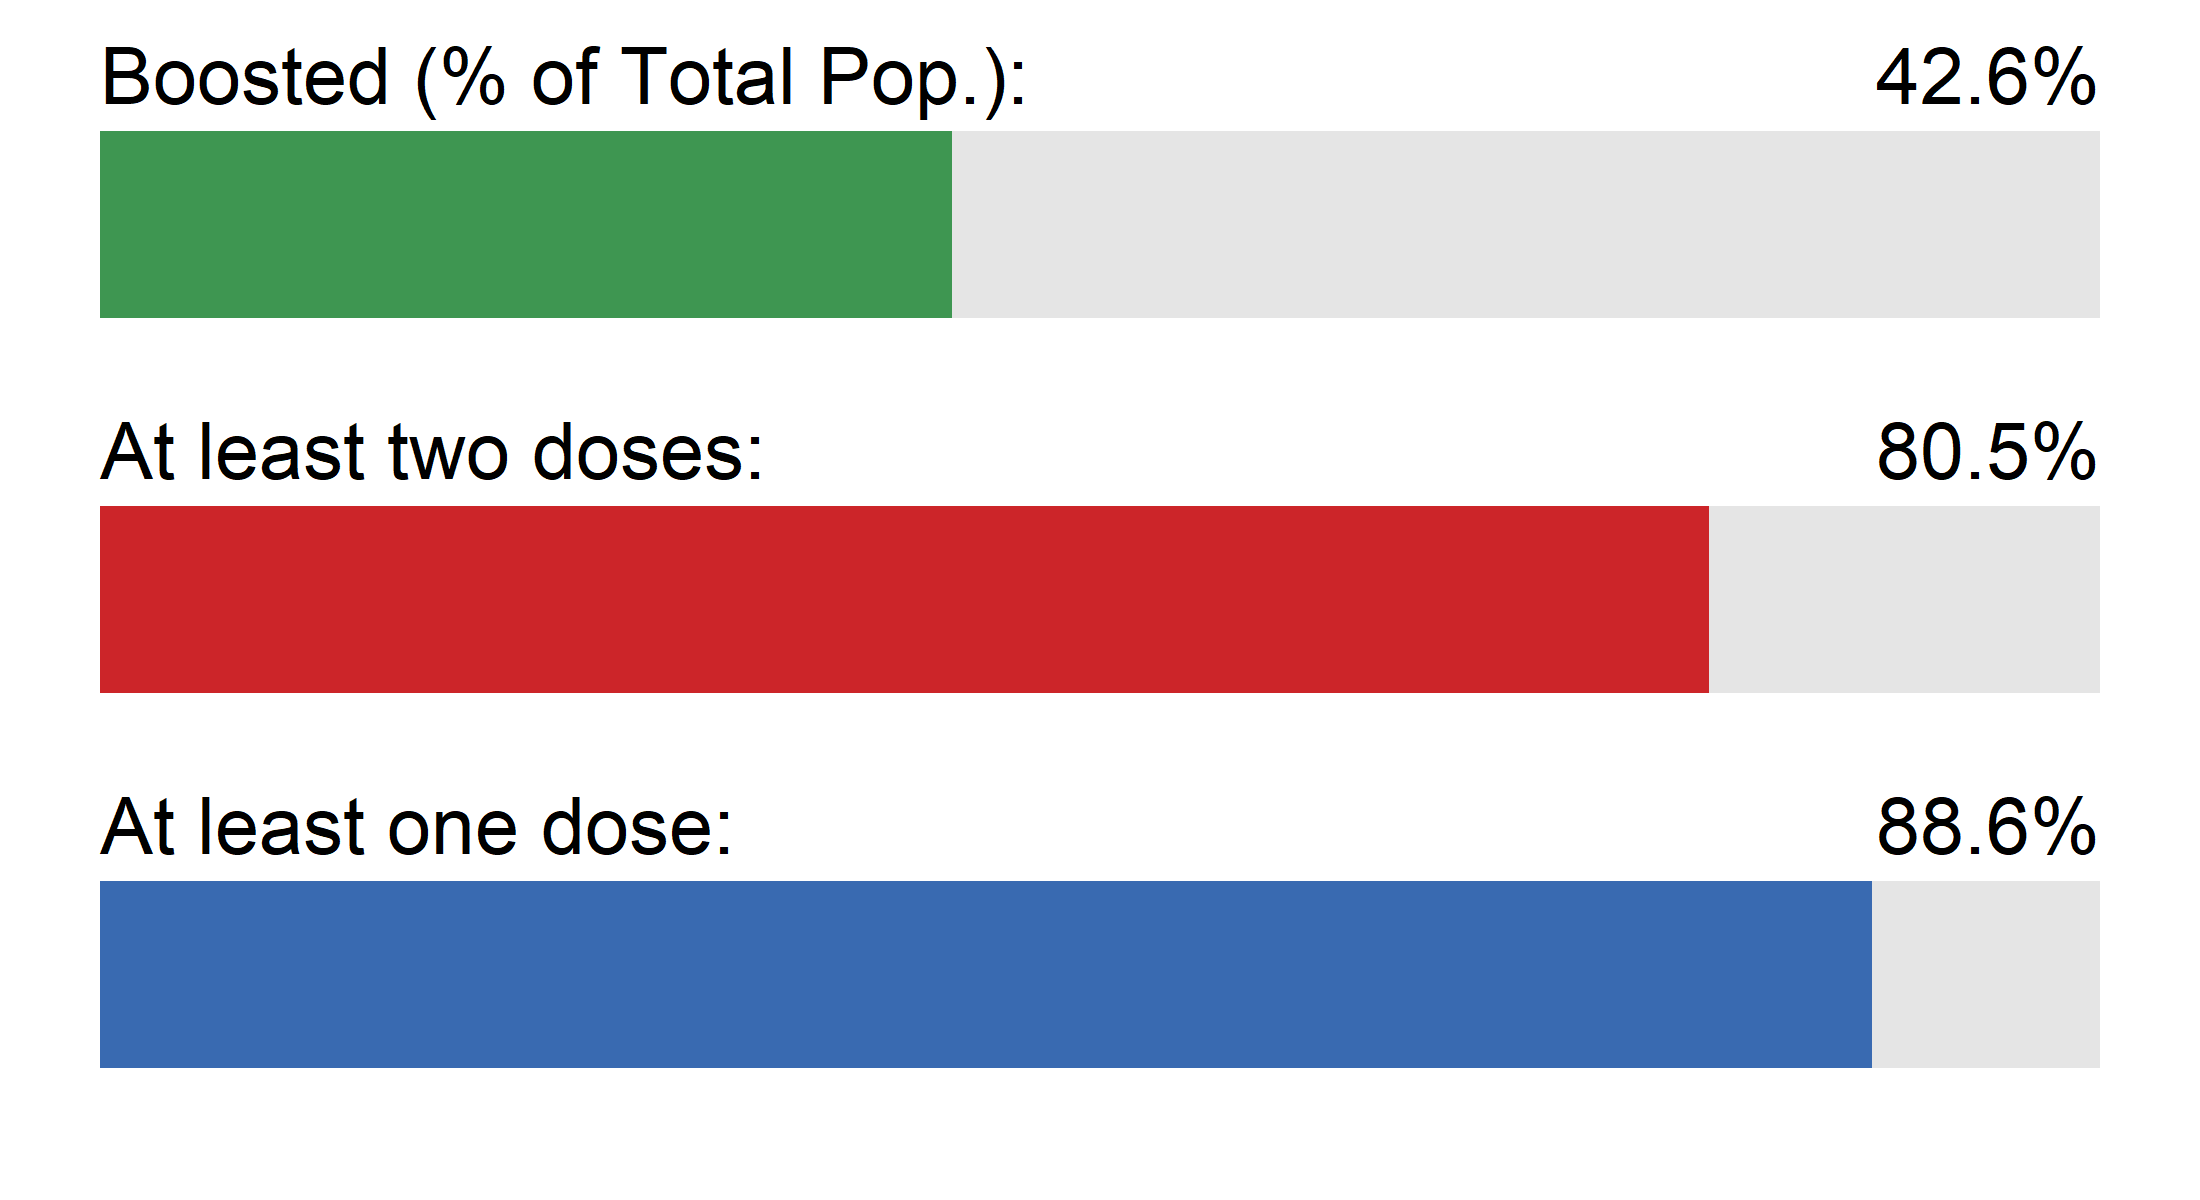 Boosted (% of Total Pop.): 42.6%
At least two doses: 80.5%
At least one dose: 88.6%